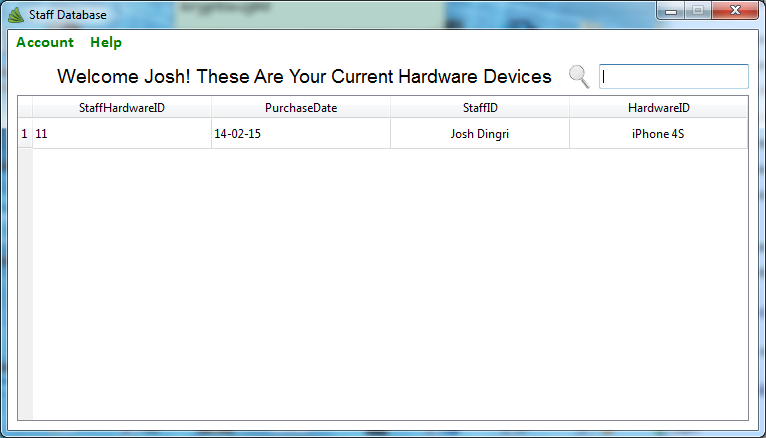 Staff Database
Account Help
Welcome Josh! These Are Your Current Hardware Devices
StaffHardwareID PurchaseDate StaffID HardwareID
1 11 14-02-15 Josh Dingri iPhone 4S